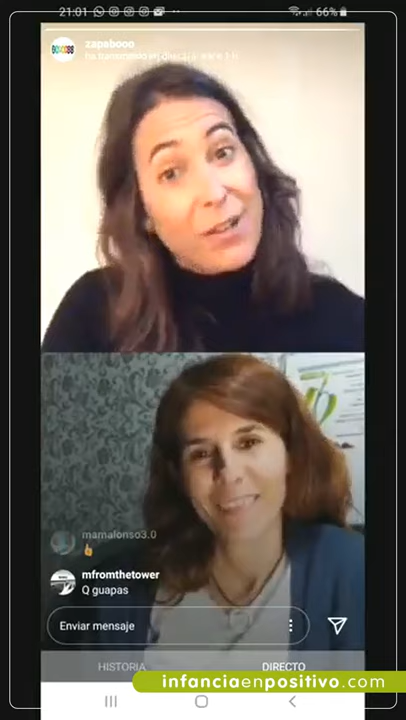 21:01
66%
zapabooo
mamalonso3.0
mfromthetower
Q guapas
Enviar mensaje
HISTORIA
DIRECTO
infanciaenpositivo.com